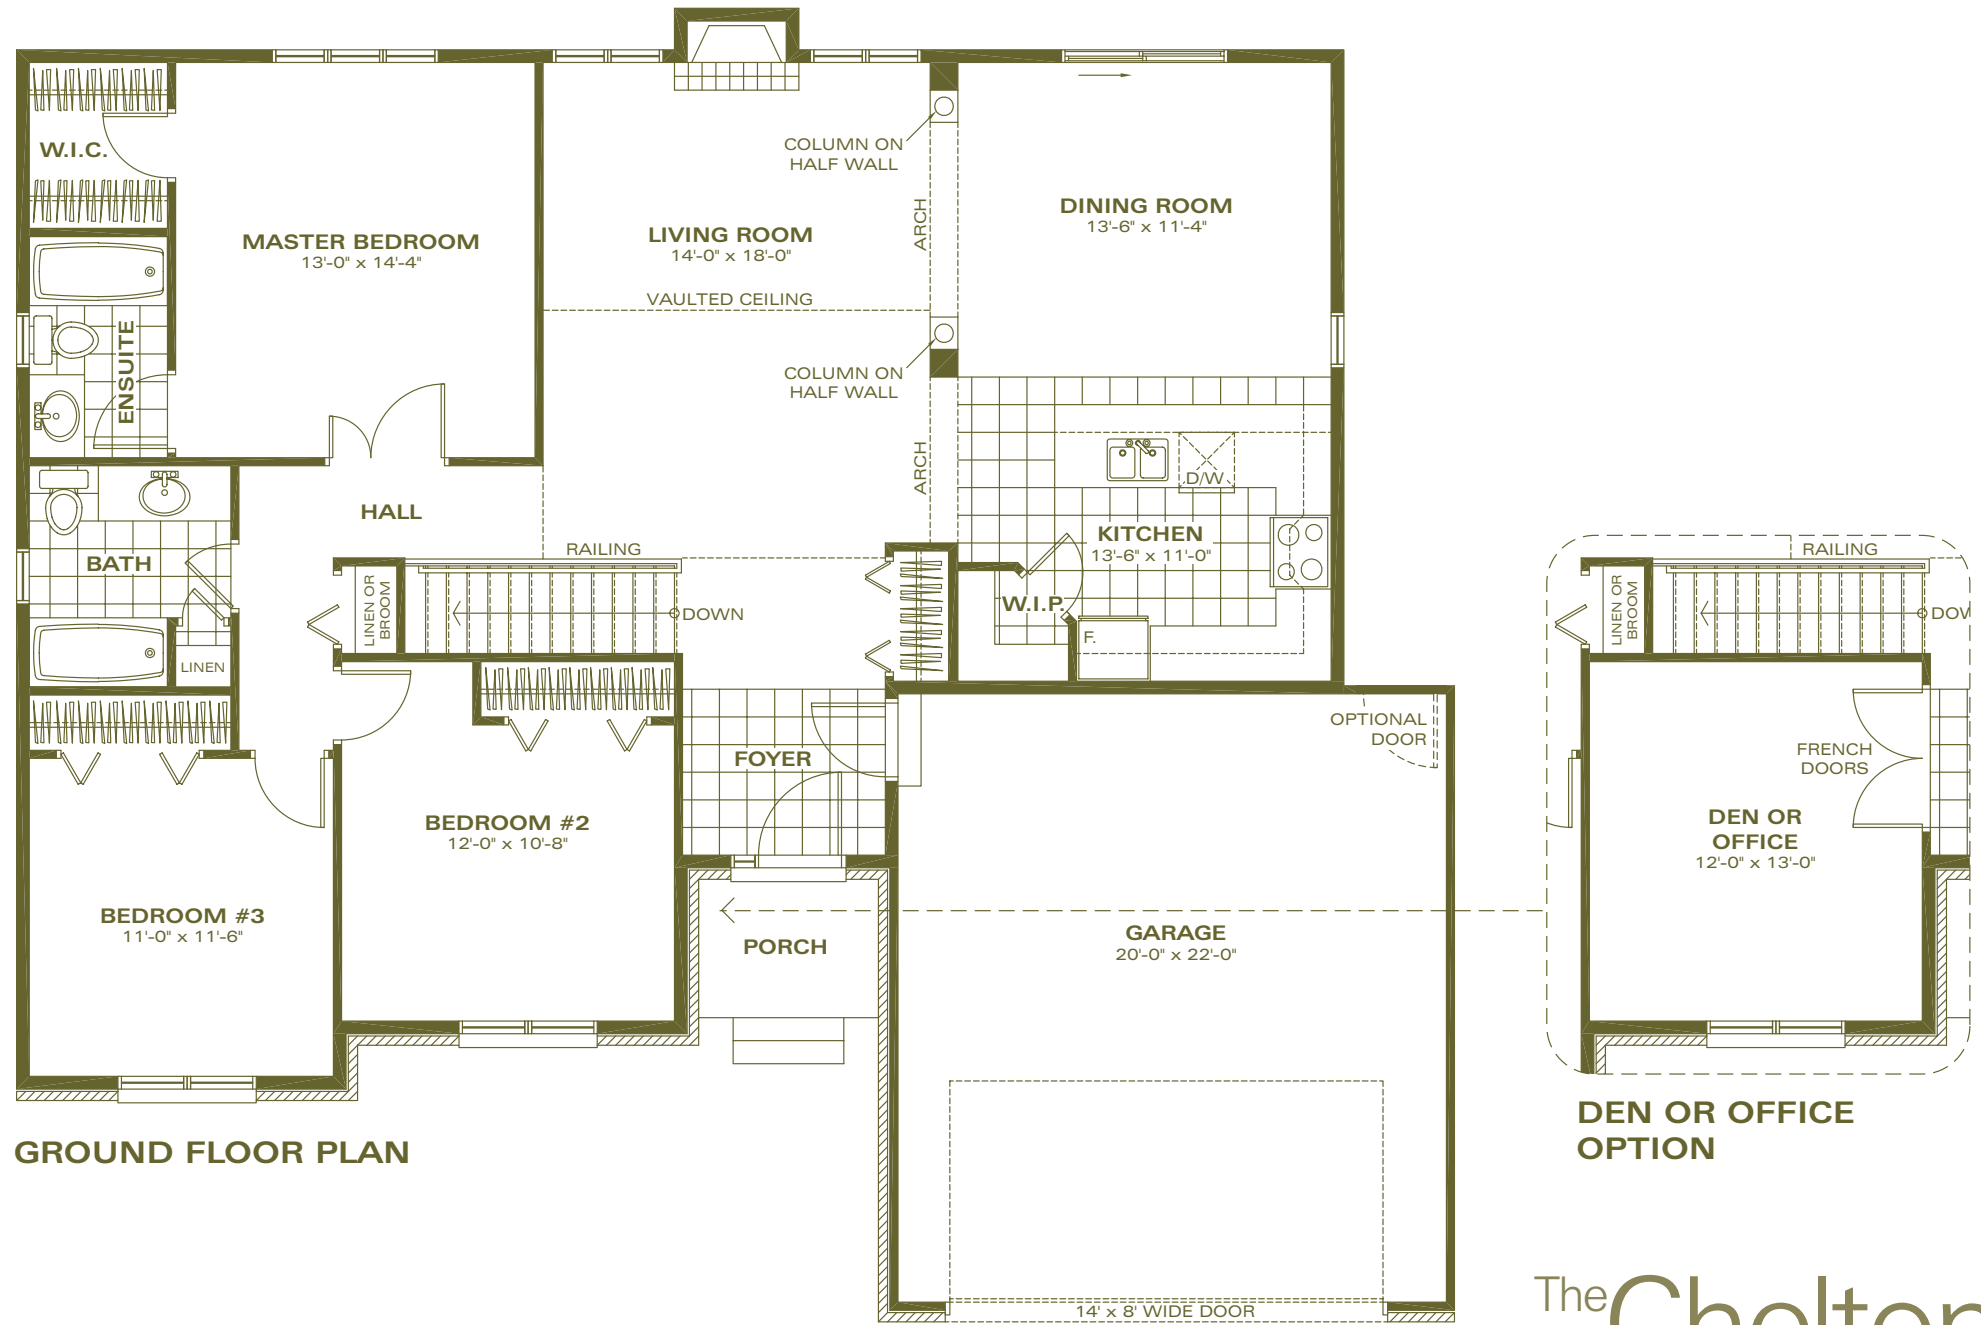 W.I.C.
MASTER BEDROOM
13'-0" x 14'-4"
ENSUITE
LIVING ROOM
14'-0" x 18'-0"
VAULTED CEILING
COLUMN ON
HALF WALL
ARCH
DINING ROOM
13'-6" x 11'-4"
COLUMN ON
HALF WALL
ARCH
D/W
KITCHEN
13'-6" x 11'-0"
W.I.P.
F.
HALL
BATH
LINEN
LINEN OR
BROOM
RAILING
DOWN
FOYER
OPTIONAL
DOOR
BEDROOM #2
12'-0" x 10'-8"
BEDROOM #3
11'-0" x 11'-6"
PORCH
GARAGE
20'-0" x 22'-0"
14' x 8' WIDE DOOR
GROUND FLOOR PLAN
RAILING
LINEN OR
BROOM
FRENCH
DOORS
DEN OR
OFFICE
12'-0" x 13'-0"
DEN OR OFFICE
OPTION
The